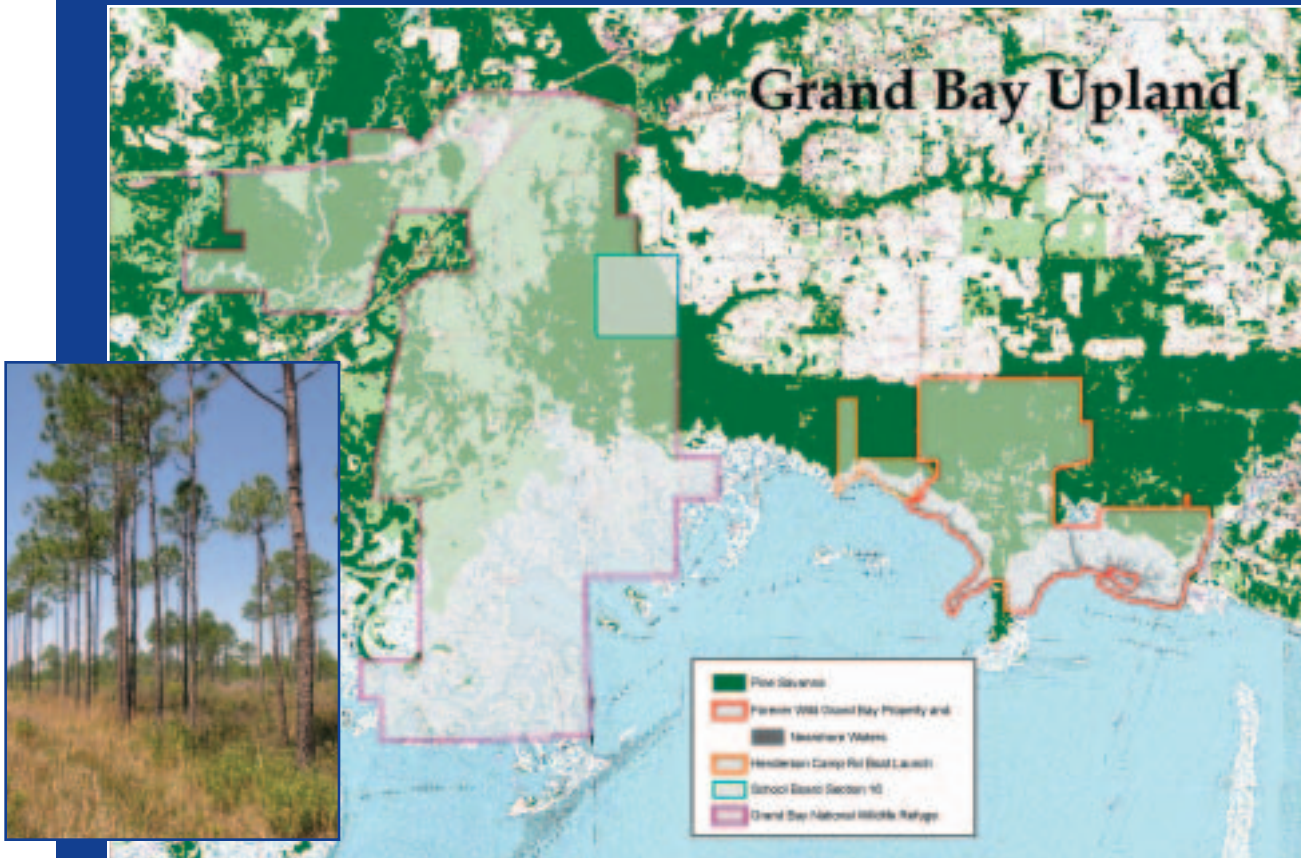 Grand Bay Upland
Pine Savanna
Forever Wild Grand Bay Property and
Nearshore Waters
Henderson Camp Rd Boat Launch
School Board Section 16
Grand Bay National Wildlife Refuge